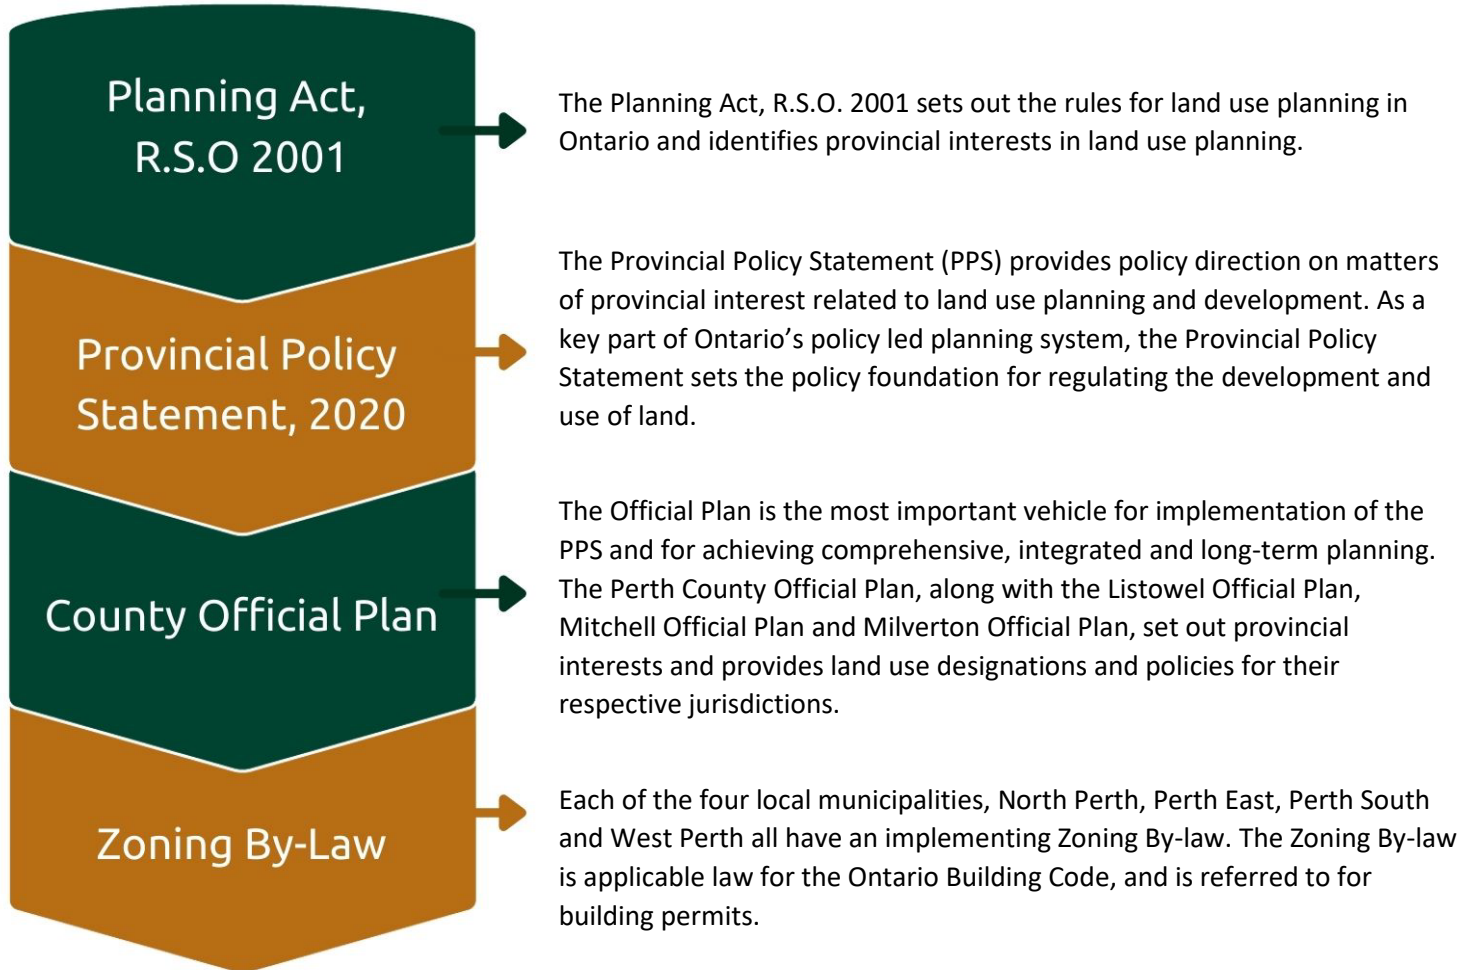 Planning Act,
R.S.O 2001
The Planning Act, R.S.O. 2001 sets out the rules for land use planning in
Ontario and identifies provincial interests in land use planning.
Provincial Policy
Statement, 2020
The Provincial Policy Statement (PPS) provides policy direction on matters
of provincial interest related to land use planning and development. As a
key part of Ontario’s policy led planning system, the Provincial Policy
Statement sets the policy foundation for regulating the development and
use of land.
County Official Plan
The Official Plan is the most important vehicle for implementation of the
PPS and for achieving comprehensive, integrated and long-term planning.
The Perth County Official Plan, along with the Listowel Official Plan,
Mitchell Official Plan and Milverton Official Plan, set out provincial
interests and provides land use designations and policies for their
respective jurisdictions.
Zoning By-Law
Each of the four local municipalities, North Perth, Perth East, Perth South
and West Perth all have an implementing Zoning By-law. The Zoning By-law
is applicable law for the Ontario Building Code, and is referred to for
building permits.